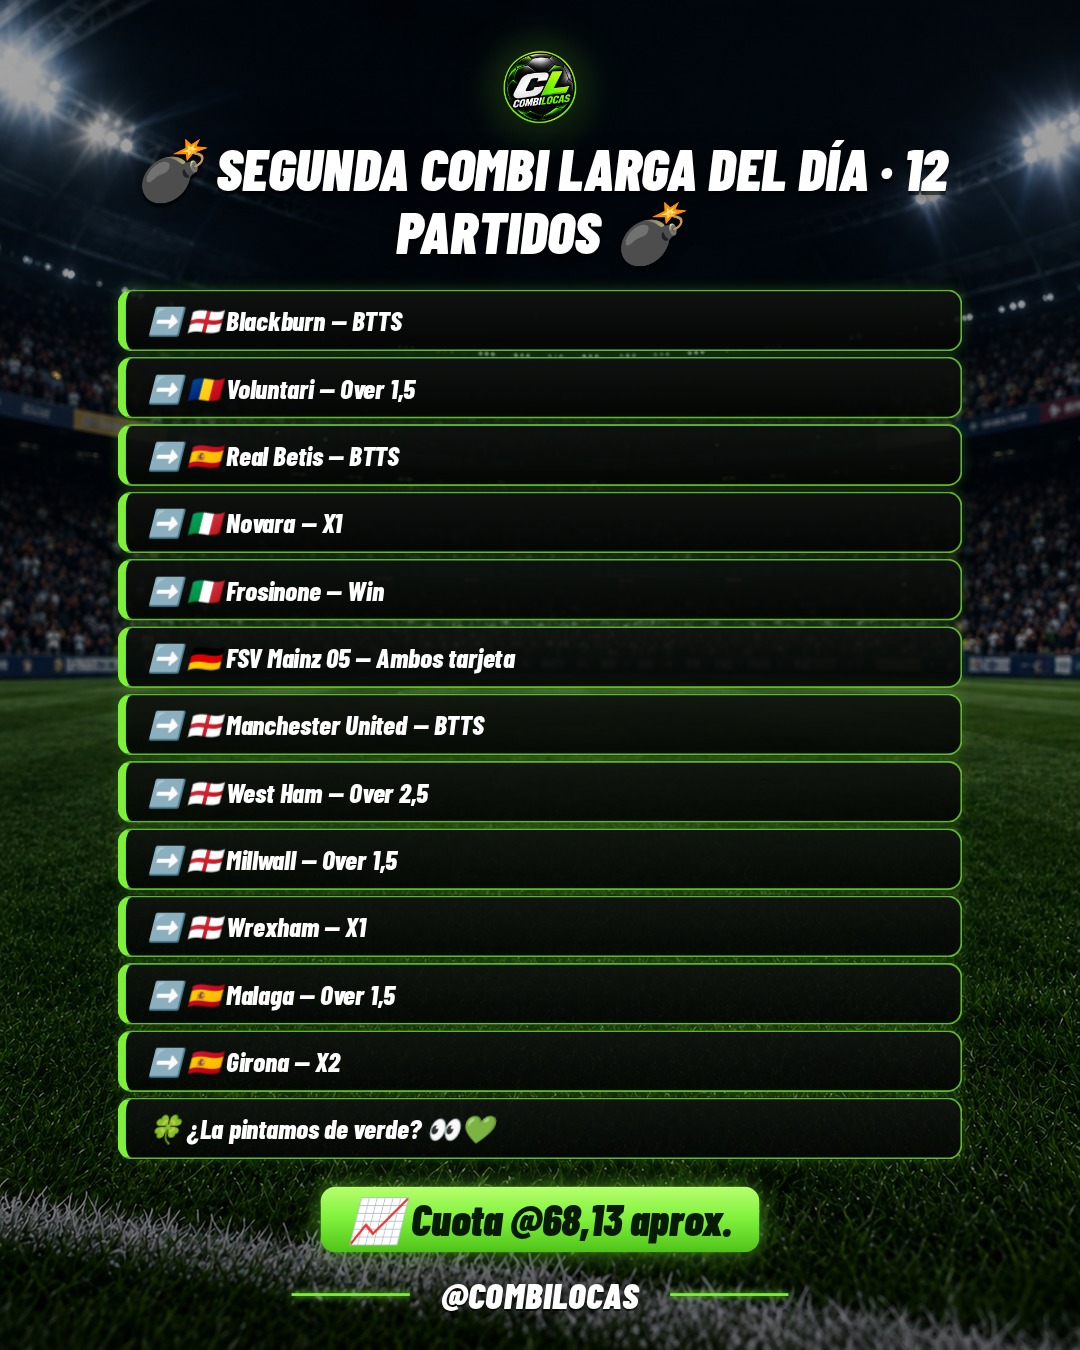 CL
COMBILOCAS
💣 SEGUNDA COMBI LARGA DEL DÍA · 12
PARTIDOS 💣
➡️ 🏴󠁧󠁢󠁥󠁮󠁧󠁿 Blackburn – BTTS
➡️ 🇷🇴 Voluntari – Over 1,5
➡️ 🇪🇸 Real Betis – BTTS
➡️ 🇮🇹 Novara – X1
➡️ 🇮🇹 Frosinone – Win
➡️ 🇩🇪 FSV Mainz 05 – Ambos tarjeta
➡️ 🏴󠁧󠁢󠁥󠁮󠁧󠁿 Manchester United – BTTS
➡️ 🏴󠁧󠁢󠁥󠁮󠁧󠁿 West Ham – Over 2,5
➡️ 🏴󠁧󠁢󠁥󠁮󠁧󠁿 Millwall – Over 1,5
➡️ 🏴󠁧󠁢󠁥󠁮󠁧󠁿 Wrexham – X1
➡️ 🇪🇸 Malaga – Over 1,5
➡️ 🇪🇸 Girona – X2
🍀 ¿La pintamos de verde? 👀💚
📈 Cuota @68,13 aprox.
@COMBILOCAS